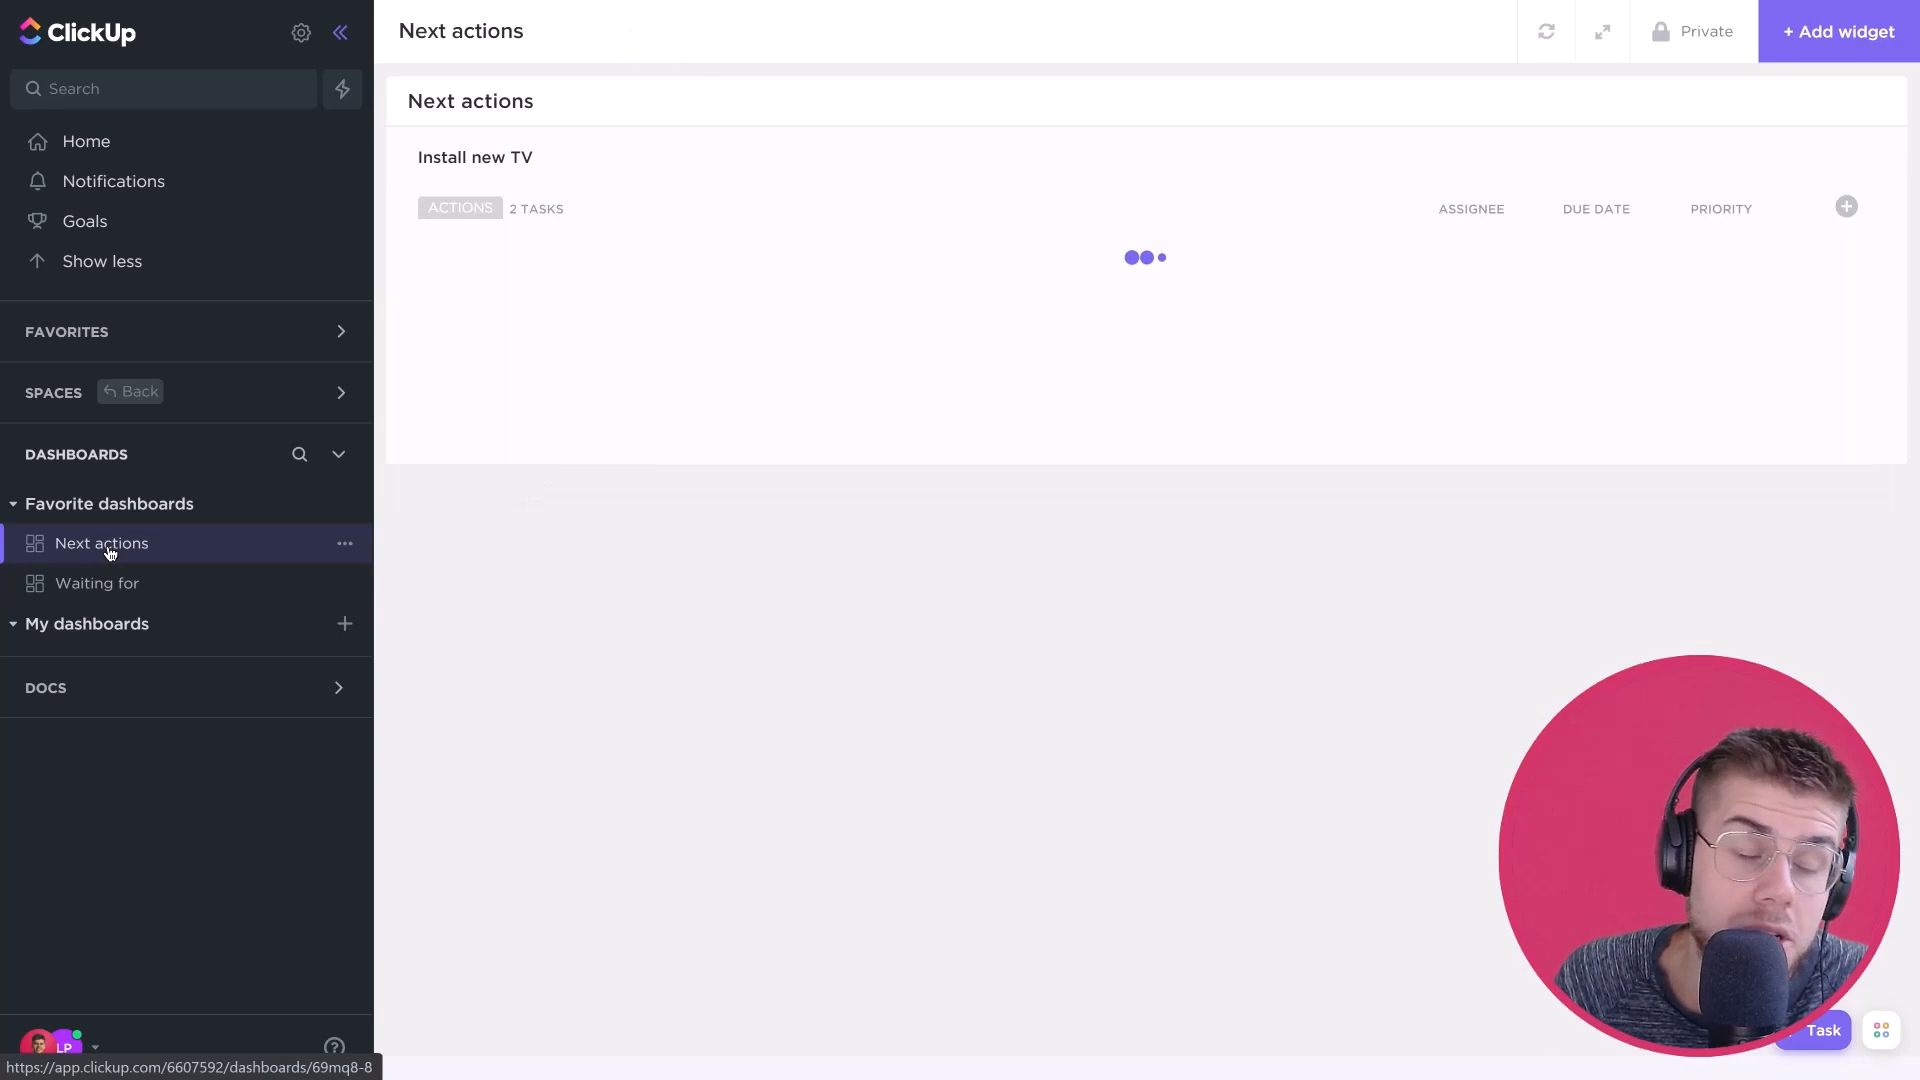 ClickUp
Search
Home
Notifications
Goals
Show less
FAVORITES
SPACES
Back
DASHBOARDS
Favorite dashboards
Next actions
Waiting for
My dashboards
DOCS
LP
https://app.clickup.com/6607592/dashboards/69mq8-8
Next actions
Private
+ Add widget
Next actions
Install new TV
ACTIONS 2 TASKS
ASSIGNEE DUE DATE PRIORITY
Task